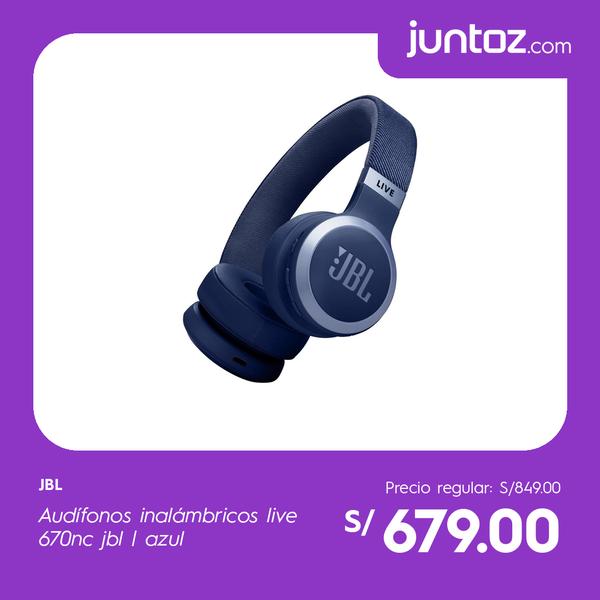 juntoz.com
LIVE
JBL
JBL
Audífonos inalámbricos live
670nc jbl | azul
Precio regular: S/849.00
S/ 679.00